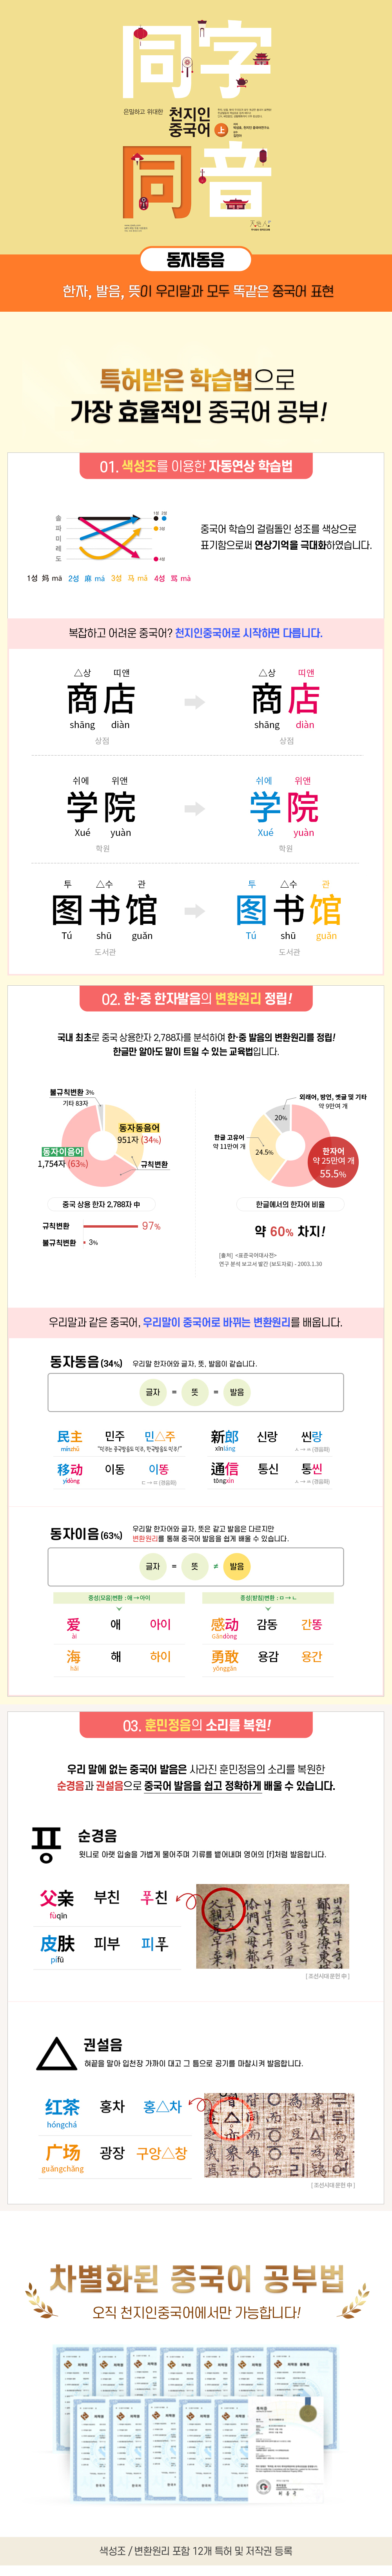 同字
은밀하고 위대한
천지인
중국어 上
同音
동자동음
한자, 발음, 뜻이 우리말과 모두 똑같은 중국어 표현
특허받은 학습법으로
가장 효율적인 중국어 공부!
01. 색성조를 이용한 자동연상 학습법
솔
파
미
레
도
1성 2성
3성
4성
1성 妈 mā 2성 麻 má 3성 马 mǎ 4성 骂 mà
중국어 학습의 걸림돌인 성조를 색상으로
표기함으로써 연상기억을 극대화하였습니다.
복잡하고 어려운 중국어? 천지인중국어로 시작하면 다릅니다.
△상 띠앤 △상 띠앤
商店 商店
shāng diàn shāng diàn
상점 상점
쉬에 위앤 쉬에 위앤
学院 学院
Xué yuàn Xué yuàn
학원 학원
투 △수 관 투 △수 관
图书馆 图书馆
Tú shū guǎn Tú shū guǎn
도서관 도서관
02. 한·중 한자발음의 변환원리 정립!
국내 최초로 중국 상용한자 2,788자를 분석하여 한·중 발음의 변환원리를 정립!
한글만 알아도 말이 트일 수 있는 교육법입니다.
불규칙변환 3%
기타 83자
동자동음어
951자 (34%)
동자이음어
1,754자 (63%)
규칙변환
중국 상용 한자 2,788자 中
규칙변환 97%
불규칙변환 3%
외래어, 방언, 옛글 및 기타
약 9만여 개
20%
한글 고유어
약 11만여 개
24.5%
한자어
약 25만여 개
55.5%
한글에서의 한자어 비율
약 60% 차지!
[출처] <표준국어대사전>
연구 분석 보고서 발간 (보도자료) - 2003.1.30
우리말과 같은 중국어, 우리말이 중국어로 바뀌는 변환원리를 배웁니다.
동자동음(34%) 우리말 한자어와 글자, 뜻, 발음이 같습니다.
글자 = 뜻 = 발음
民主 민주 민△주 新郎 신랑 씬랑
mínzhǔ "민주는 중국발음도 민주, 한국발음도 민주!" xīnláng ㅅ → ㅆ (경음화)
移动 이동 이똥 通信 통신 통씬
yídòng ㄷ → ㄸ (경음화) tōngxìn ㅅ → ㅆ (경음화)
동자이음(63%) 우리말 한자어와 글자, 뜻은 같고 발음은 다르지만
변환원리를 통해 중국어 발음을 쉽게 배울 수 있습니다.
글자 = 뜻 ≠ 발음
중성(모음)변환 : 애 → 아이 종성(받침)변환 : ㅁ → ㄴ
爱 애 아이 感动 감동 간똥
ài Gǎndòng
海 해 하이 勇敢 용감 용간
hǎi yǒnggǎn
03. 훈민정음의 소리를 복원!
우리 말에 없는 중국어 발음은 사라진 훈민정음의 소리를 복원한
순경음과 권설음으로 중국어 발음을 쉽고 정확하게 배울 수 있습니다.
ㆄ 순경음
윗니로 아랫 입술을 가볍게 물어주며 기류를 뱉어내며 영어의 [f]처럼 발음합니다.
父亲 부친 ㆄㅜ친
fùqīn
皮肤 피부 피ㆄㅜ
pífū
[ 조선시대 문헌 中 ]
△ 권설음
혀끝을 말아 입천장 가까이 대고 그 틈으로 공기를 마찰시켜 발음합니다.
红茶 홍차 홍△차
hóngchá
广场 광장 구앙△창
guǎngchǎng
[ 조선시대 문헌 中 ]
차별화된 중국어 공부법
오직 천지인중국어에서만 가능합니다!
색성조 / 변환원리 포함 12개 특허 및 저작권 등록